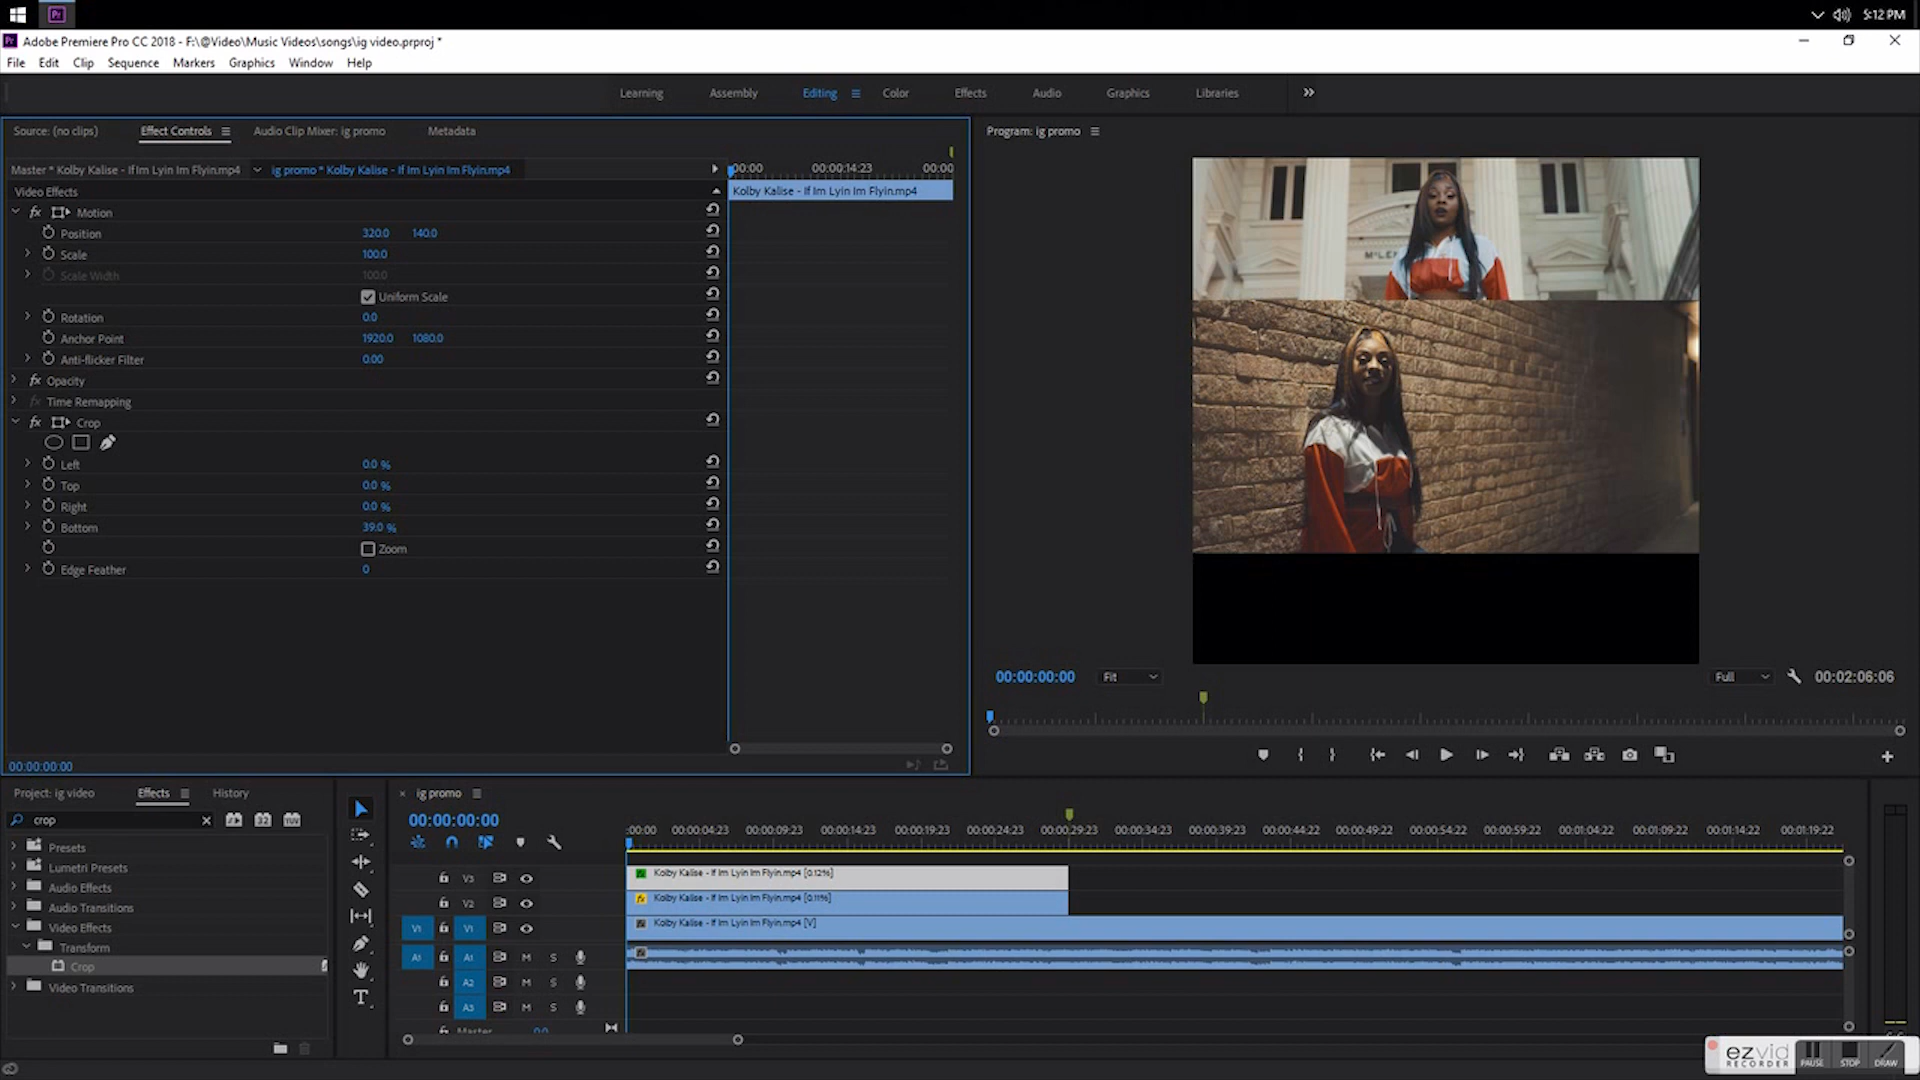 5:12 PM
Adobe Premiere Pro CC 2018 - F:\@Video\Music Videos\songs\ig video.prproj *
File Edit Clip Sequence Markers Graphics Window Help
Learning Assembly Editing Color Effects Audio Graphics Libraries
Source: (no clips) Effect Controls Audio Clip Mixer: ig promo Metadata
Program: ig promo
Master * Kolby Kalise - If Im Lyin Im Flyin.mp4 ig promo * Kolby Kalise - If Im Lyin Im Flyin.mp4
:00:00 00:00:14:23 00:00
Video Effects
Kolby Kalise - If Im Lyin Im Flyin.mp4
fx Motion
Position 320.0 140.0
Scale 100.0
Scale Width 100.0
Uniform Scale
Rotation 0.0
Anchor Point 1920.0 1080.0
Anti-flicker Filter 0.00
fx Opacity
fx Time Remapping
fx Crop
Left 0.0 %
Top 0.0 %
Right 0.0 %
Bottom 39.0 %
Zoom
Edge Feather 0
00:00:00:00
00:00:00:00 Fit Full 00:02:06:06
Project: ig video Effects History
crop
Presets
Lumetri Presets
Audio Effects
Audio Transitions
Video Effects
Transform
Crop
Video Transitions
ig promo
00:00:00:00
:00:00 00:00:04:23 00:00:09:23 00:00:14:23 00:00:19:23 00:00:24:23 00:00:29:23 00:00:34:23 00:00:39:23 00:00:44:22 00:00:49:22 00:00:54:22 00:00:59:22 00:01:04:22 00:01:09:22 00:01:14:22 00:01:19:22
V3 Kolby Kalise - If Im Lyin Im Flyin.mp4 [0.12%]
V2 fx Kolby Kalise - If Im Lyin Im Flyin.mp4 [0.11%]
V1 V1 Kolby Kalise - If Im Lyin Im Flyin.mp4 [V]
A1 A1 M S
A2 M S
A3 M S
Master 0.0
ezvid
RECORDER
PAUSE STOP DRAW